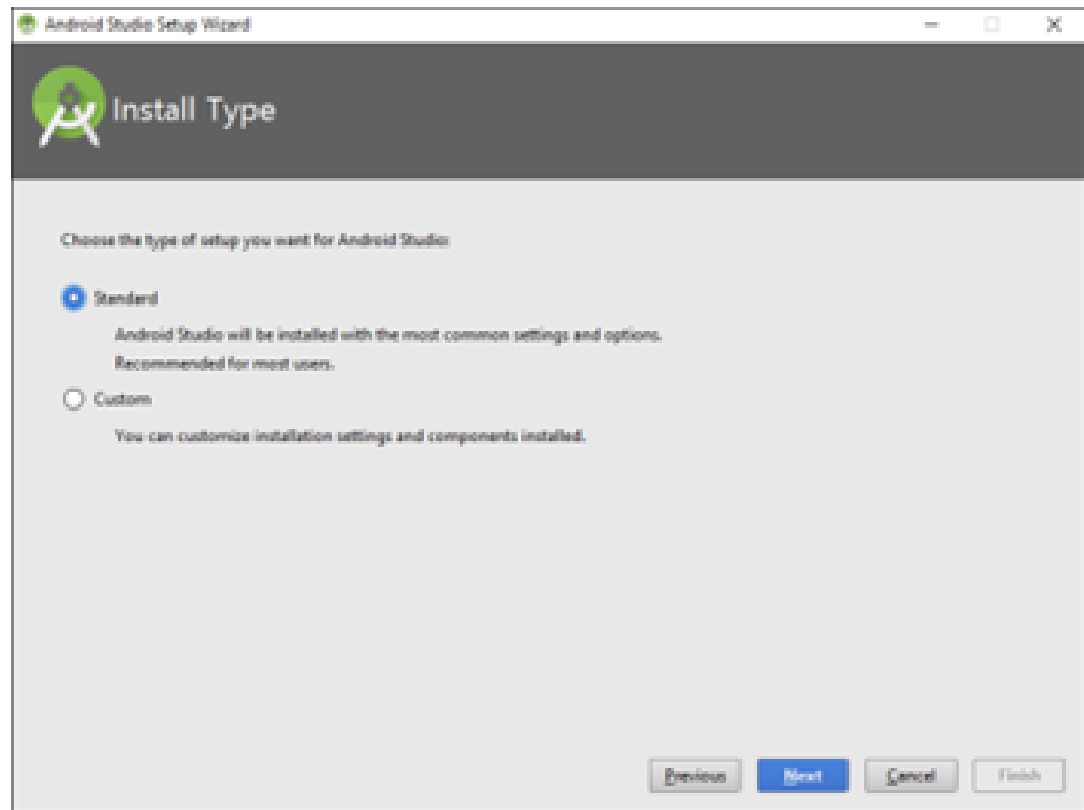 Android Studio Setup Wizard
Install Type
Choose the type of setup you want for Android Studio:
Standard
Android Studio will be installed with the most common settings and options.
Recommended for most users.
Custom
You can customize installation settings and components installed.
Previous Next Cancel Finish